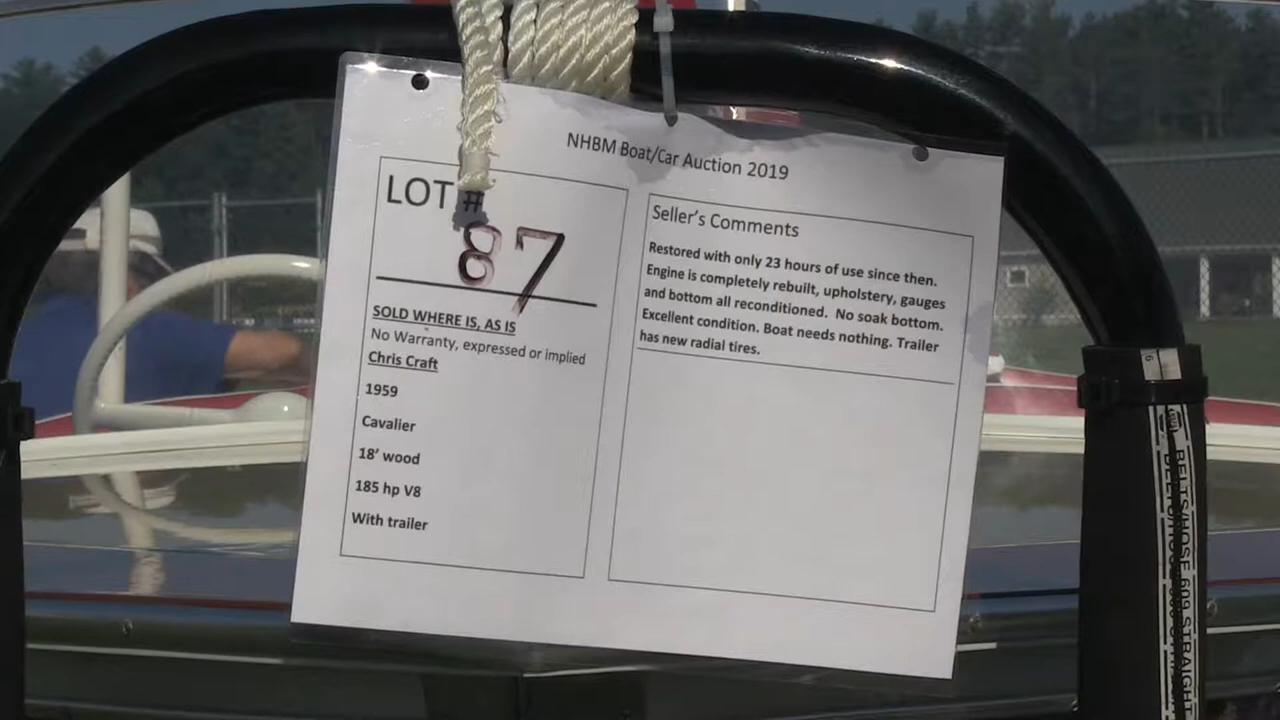 NHBM Boat/Car Auction 2019
LOT #
87
SOLD WHERE IS, AS IS
No Warranty, expressed or implied
Chris Craft
1959
Cavalier
18' wood
185 hp V8
With trailer
Seller's Comments
Restored with only 23 hours of use since then.
Engine is completely rebuilt, upholstery, gauges
and bottom all reconditioned. No soak bottom.
Excellent condition. Boat needs nothing. Trailer
has new radial tires.
BELTS/HOSE 609 STRAIGHT